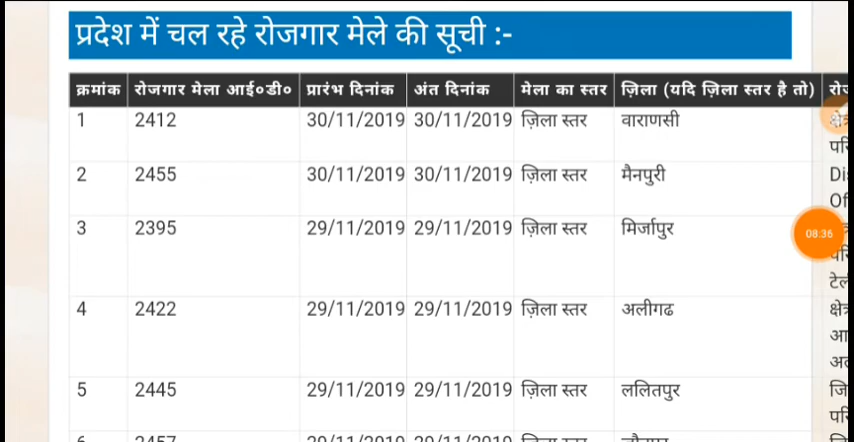 प्रदेश में चल रहे रोजगार मेले की सूची :-
क्रमांक रोजगार मेला आई०डी० प्रारंभ दिनांक अंत दिनांक मेला का स्तर ज़िला (यदि ज़िला स्तर है तो)
1 2412 30/11/2019 30/11/2019 ज़िला स्तर वाराणसी
2 2455 30/11/2019 30/11/2019 ज़िला स्तर मैनपुरी
3 2395 29/11/2019 29/11/2019 ज़िला स्तर मिर्जापुर
08:36
4 2422 29/11/2019 29/11/2019 ज़िला स्तर अलीगढ
5 2445 29/11/2019 29/11/2019 ज़िला स्तर ललितपुर